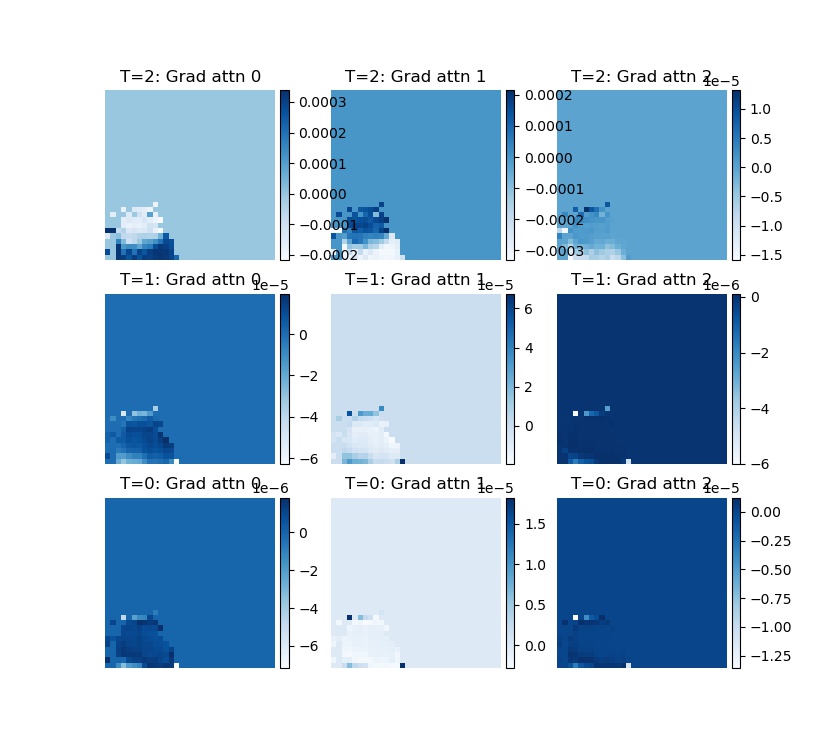 T=2: Grad attn 0
T=2: Grad attn 1
T=2: Grad attn 2
1e−5
0.0003
0.0002
0.0001
0.0000
−0.0001
−0.0002
0.0002
0.0001
0.0000
−0.0001
−0.0002
−0.0003
1.0
0.5
0.0
−0.5
−1.0
−1.5
T=1: Grad attn 0
1e−5
T=1: Grad attn 1
1e−5
T=1: Grad attn 2
1e−6
0
−2
−4
−6
6
4
2
0
0
−2
−4
−6
T=0: Grad attn 0
1e−6
T=0: Grad attn 1
1e−5
T=0: Grad attn 2
1e−5
0
−2
−4
−6
1.5
1.0
0.5
0.0
0.00
−0.25
−0.50
−0.75
−1.00
−1.25